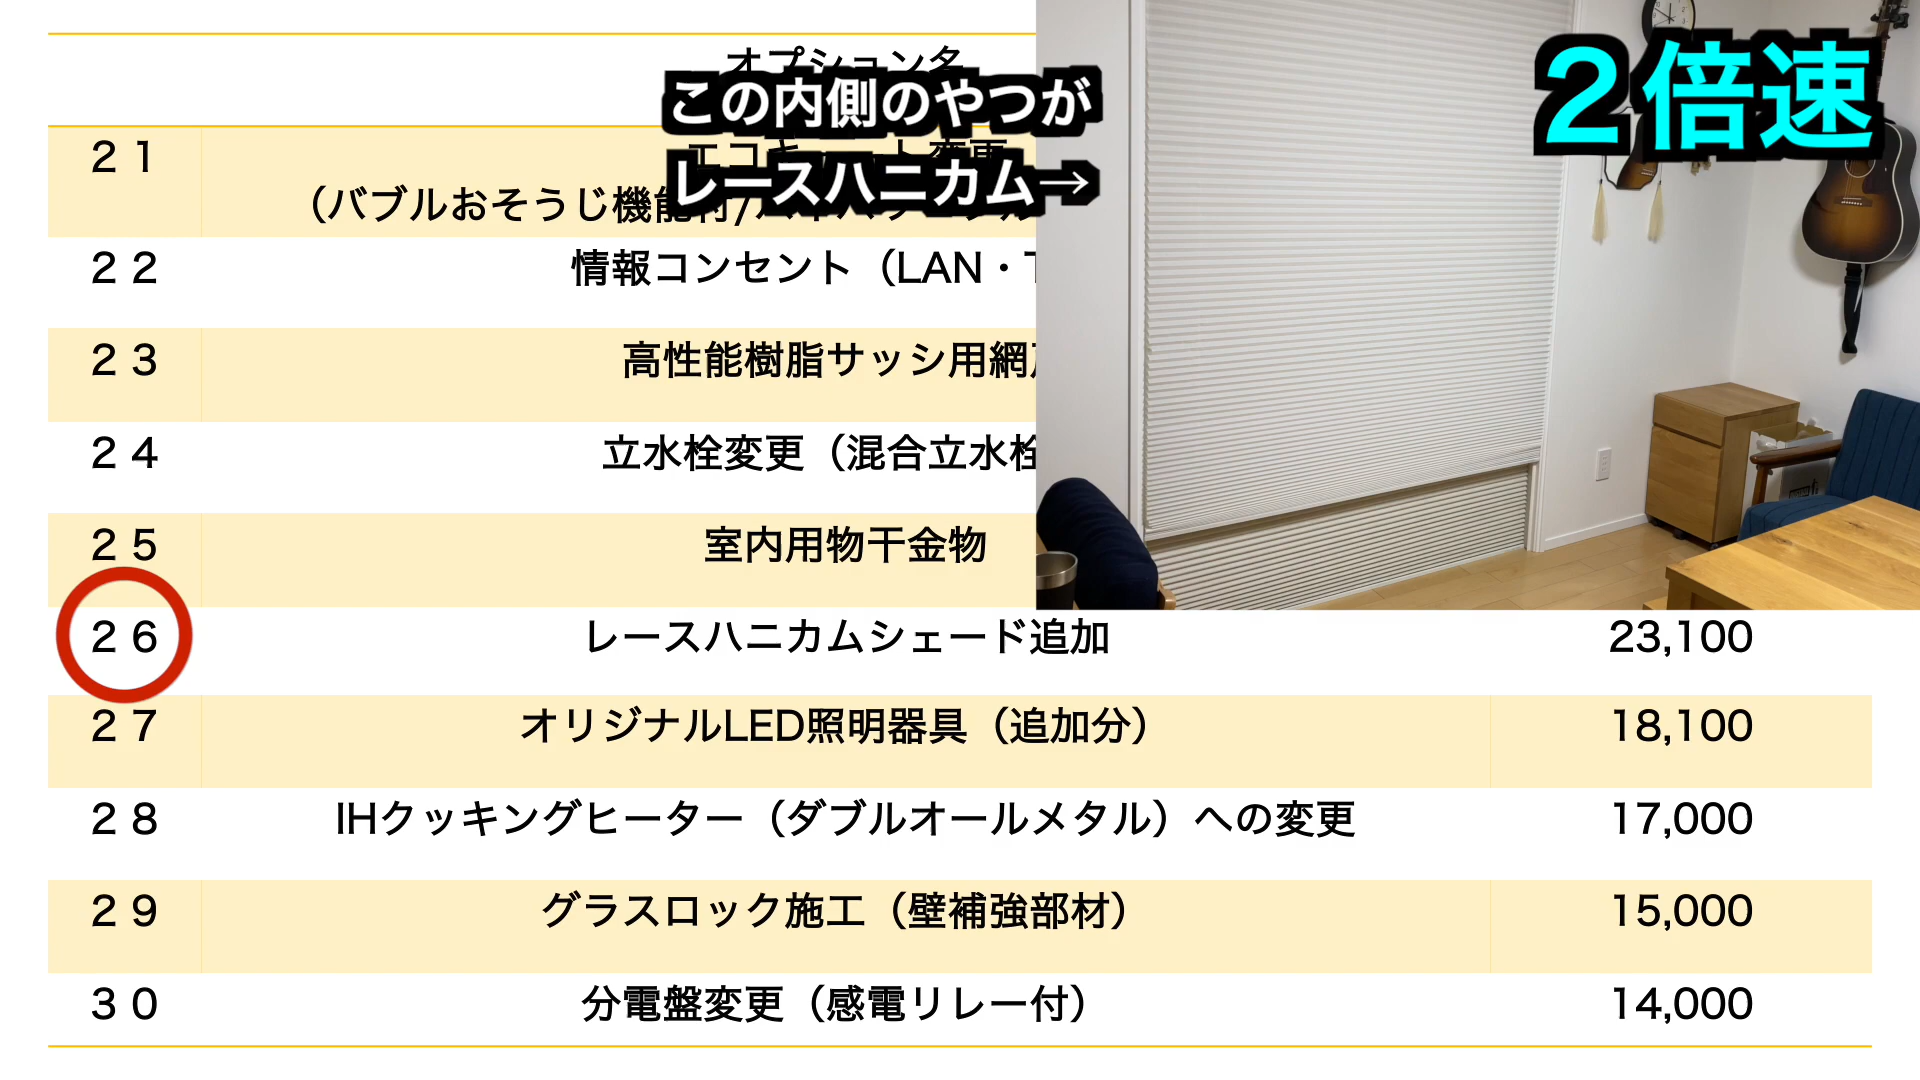 オプション名
この内側のやつが
レースハニカム→
２倍速
２１
（バブルおそうじ機能付/
２２ 情報コンセント（LAN・T
２３ 高性能樹脂サッシ用網
２４ 立水栓変更（混合立水栓
２５ 室内用物干金物
２６ レースハニカムシェード追加 23,100
２７ オリジナルLED照明器具（追加分） 18,100
２８ IHクッキングヒーター（ダブルオールメタル）への変更 17,000
２９ グラスロック施工（壁補強部材） 15,000
３０ 分電盤変更（感電リレー付） 14,000